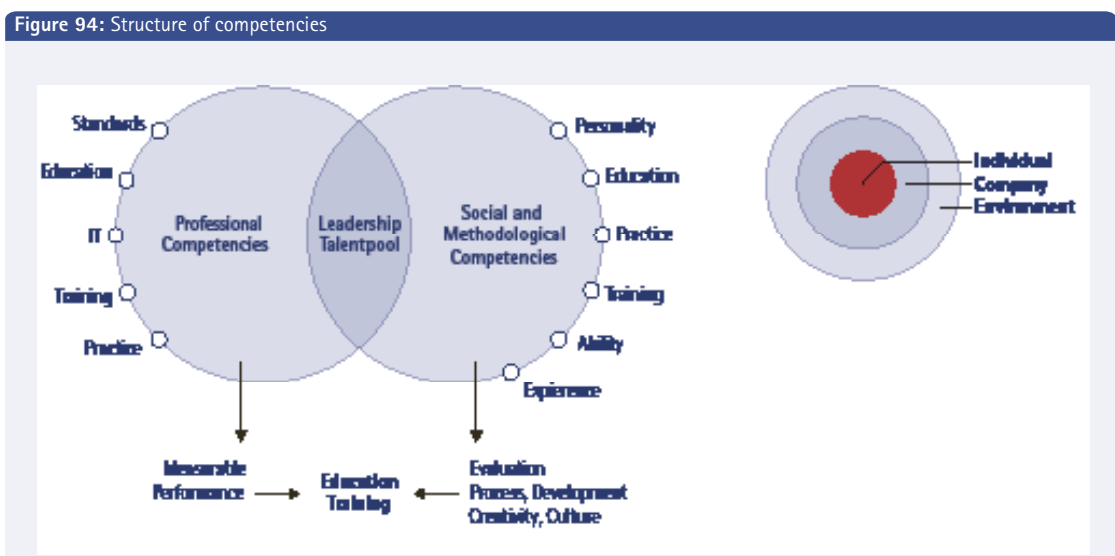 Figure 94: Structure of competencies
Standards
Education
IT
Training
Practice
Professional
Competencies
Leadership
Talentpool
Social and
Methodological
Competencies
Personality
Education
Practice
Training
Ability
Expierence
Individual
Company
Environment
Measurable
Performance
Education
Training
Evaluation
Process, Development
Creativity, Culture